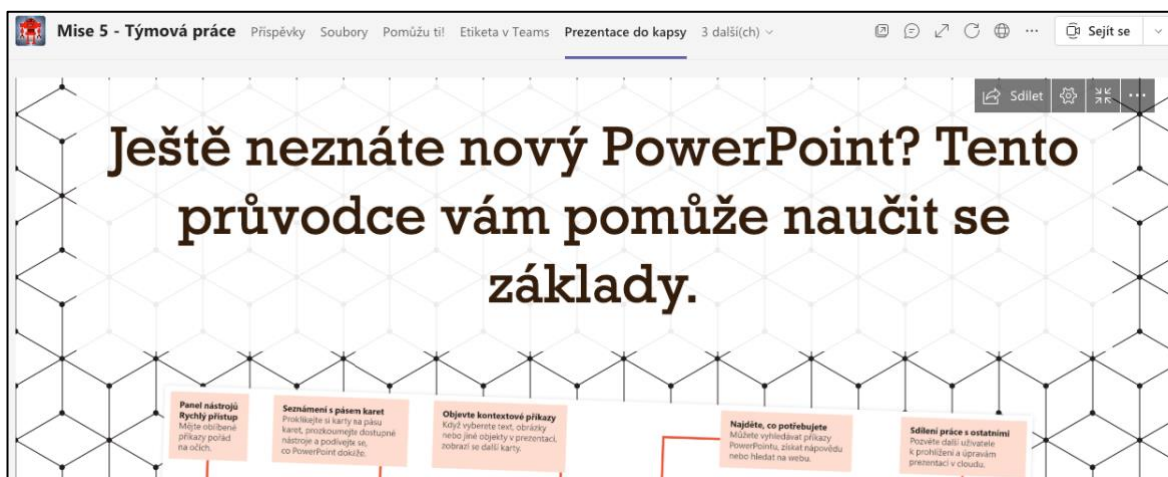 Mise 5 - Týmová práce Příspěvky Soubory Pomůžu ti! Etiketa v Teams Prezentace do kapsy 3 další(ch) Sejít se
Sdílet
Ještě neznáte nový PowerPoint? Tento
průvodce vám pomůže naučit se
základy.
Panel nástrojů
Rychlý přístup
Mějte oblíbené
příkazy pořád
na očích.
Seznámení s pásem karet
Proklikejte si karty na pásu
karet, prozkoumejte dostupné
nástroje a podívejte se,
co PowerPoint dokáže.
Objevte kontextové příkazy
Když vyberete text, obrázky
nebo jiné objekty v prezentaci,
zobrazí se další karty.
Najděte, co potřebujete
Můžete vyhledávat příkazy
PowerPointu, získat nápovědu
nebo hledat na webu.
Sdílení práce s ostatními
Pozvěte další uživatele
k prohlížení a úpravám
prezentací v cloudu.